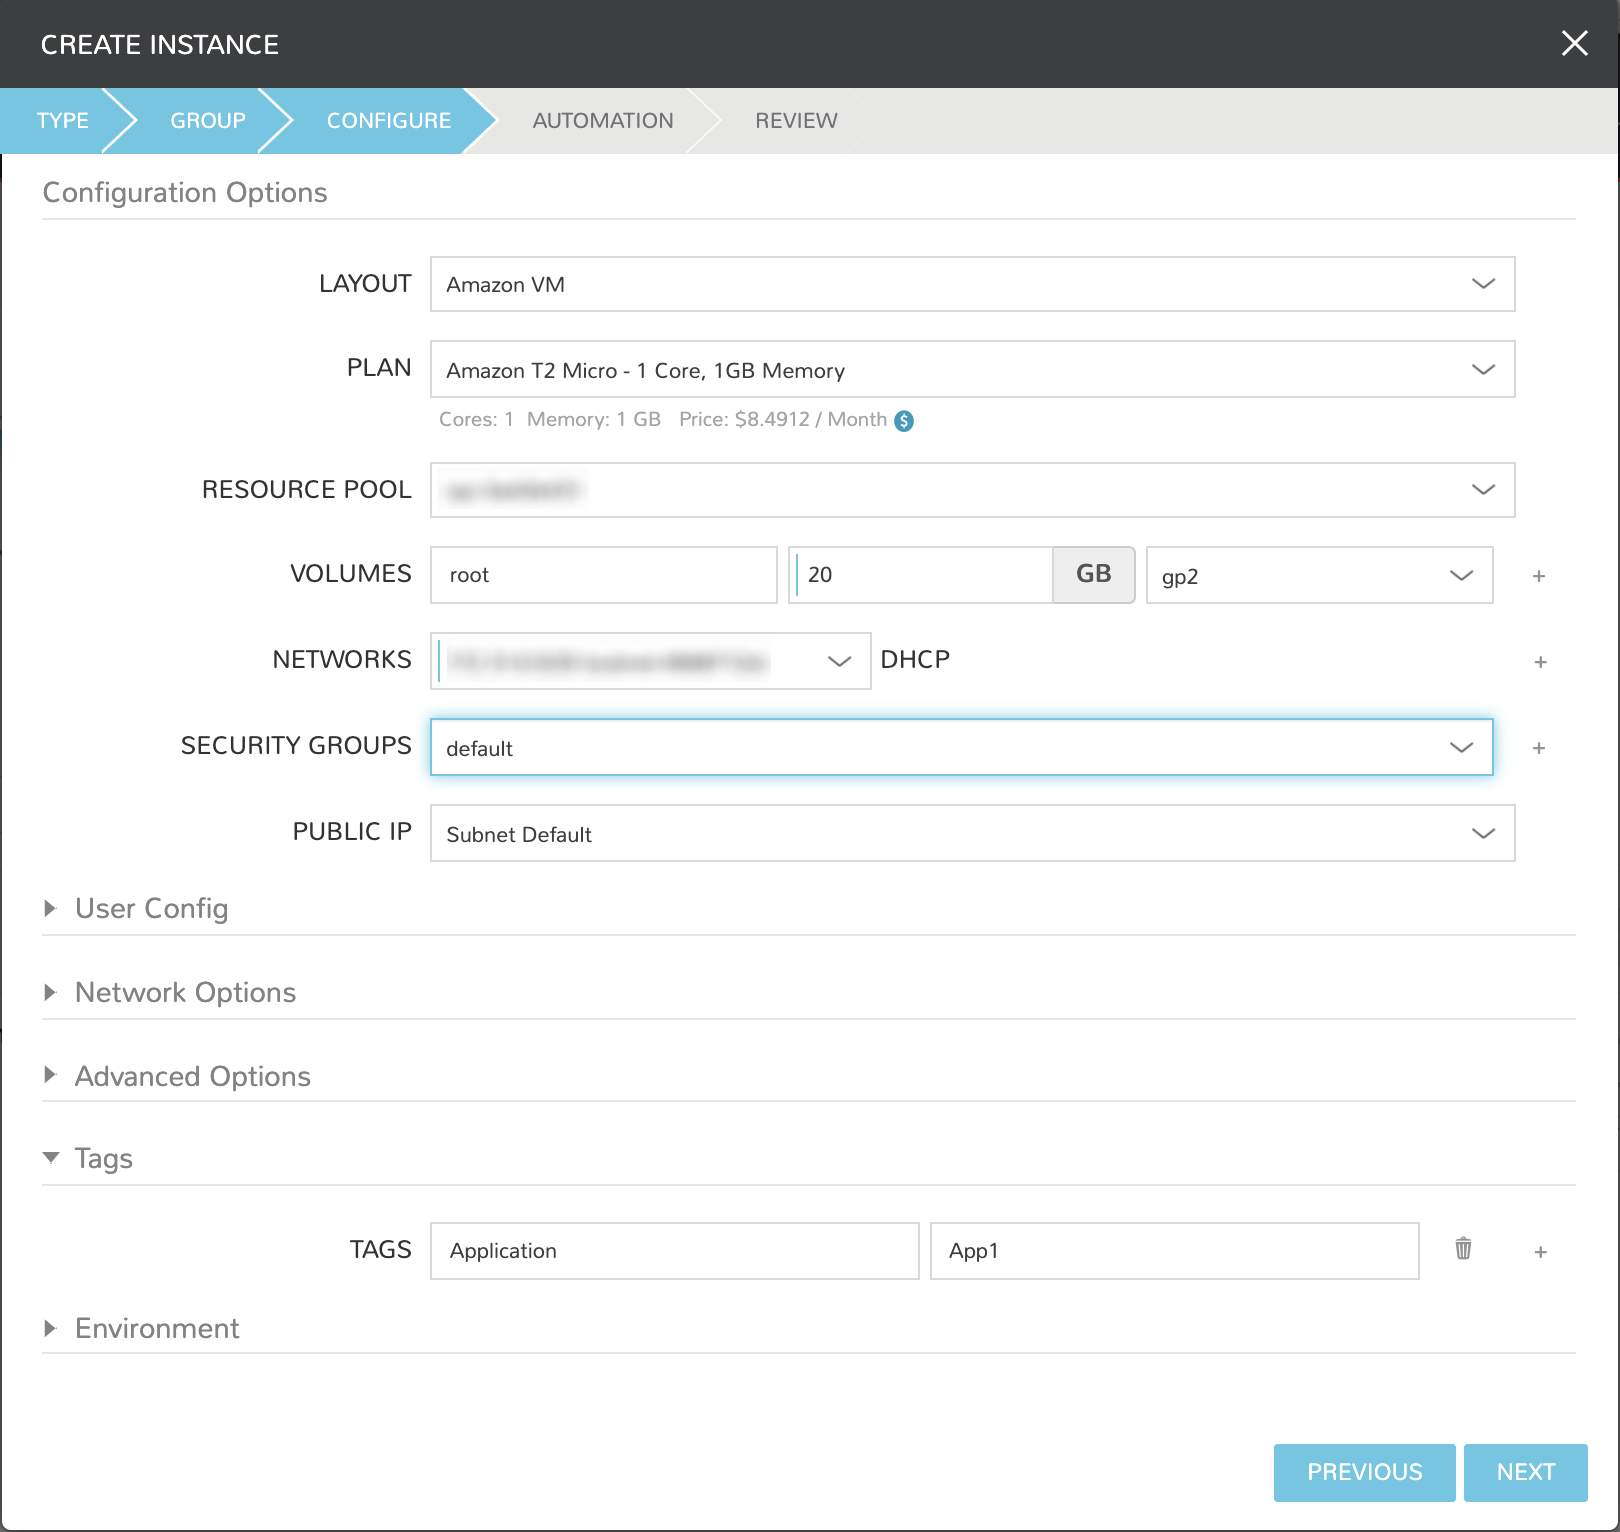 CREATE INSTANCE
TYPE GROUP CONFIGURE AUTOMATION REVIEW
Configuration Options
LAYOUT Amazon VM
PLAN Amazon T2 Micro - 1 Core, 1GB Memory
Cores: 1 Memory: 1 GB Price: $8.4912 / Month $
RESOURCE POOL
VOLUMES root 20 GB gp2 +
NETWORKS DHCP +
SECURITY GROUPS default +
PUBLIC IP Subnet Default
User Config
Network Options
Advanced Options
Tags
TAGS Application App1 +
Environment
PREVIOUS NEXT